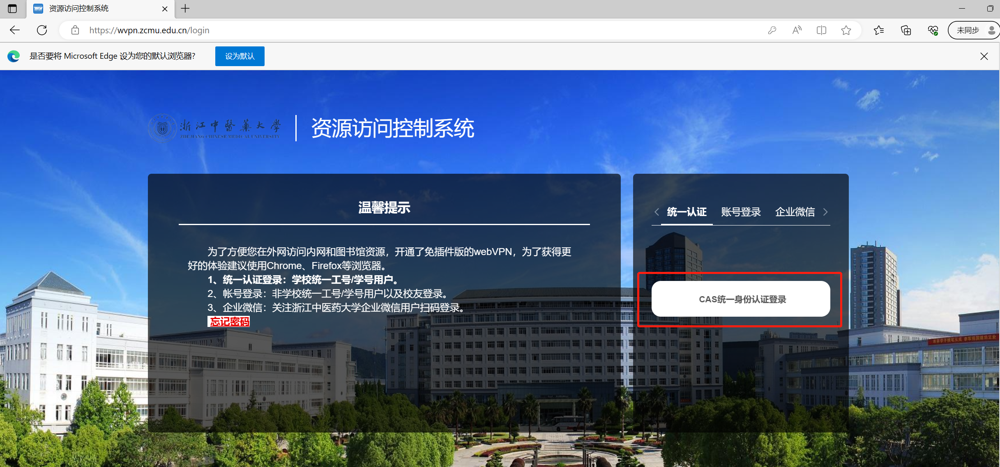 资源访问控制系统
https://wvpn.zcmu.edu.cn/login
未同步
是否要将 Microsoft Edge 设为您的默认浏览器?
设为默认
浙江中醫藥大學
ZHEJIANG CHINESE MEDICAL UNIVERSITY
资源访问控制系统
温馨提示
为了方便您在外网访问内网和图书馆资源，开通了免插件版的webVPN，为了获得更
好的体验建议使用Chrome、Firefox等浏览器。
1、统一认证登录：学校统一工号/学号用户。
2、帐号登录：非学校统一工号/学号用户以及校友登录。
3、企业微信：关注浙江中医药大学企业微信用户扫码登录。
忘记密码
统一认证
账号登录
企业微信
CAS统一身份认证登录